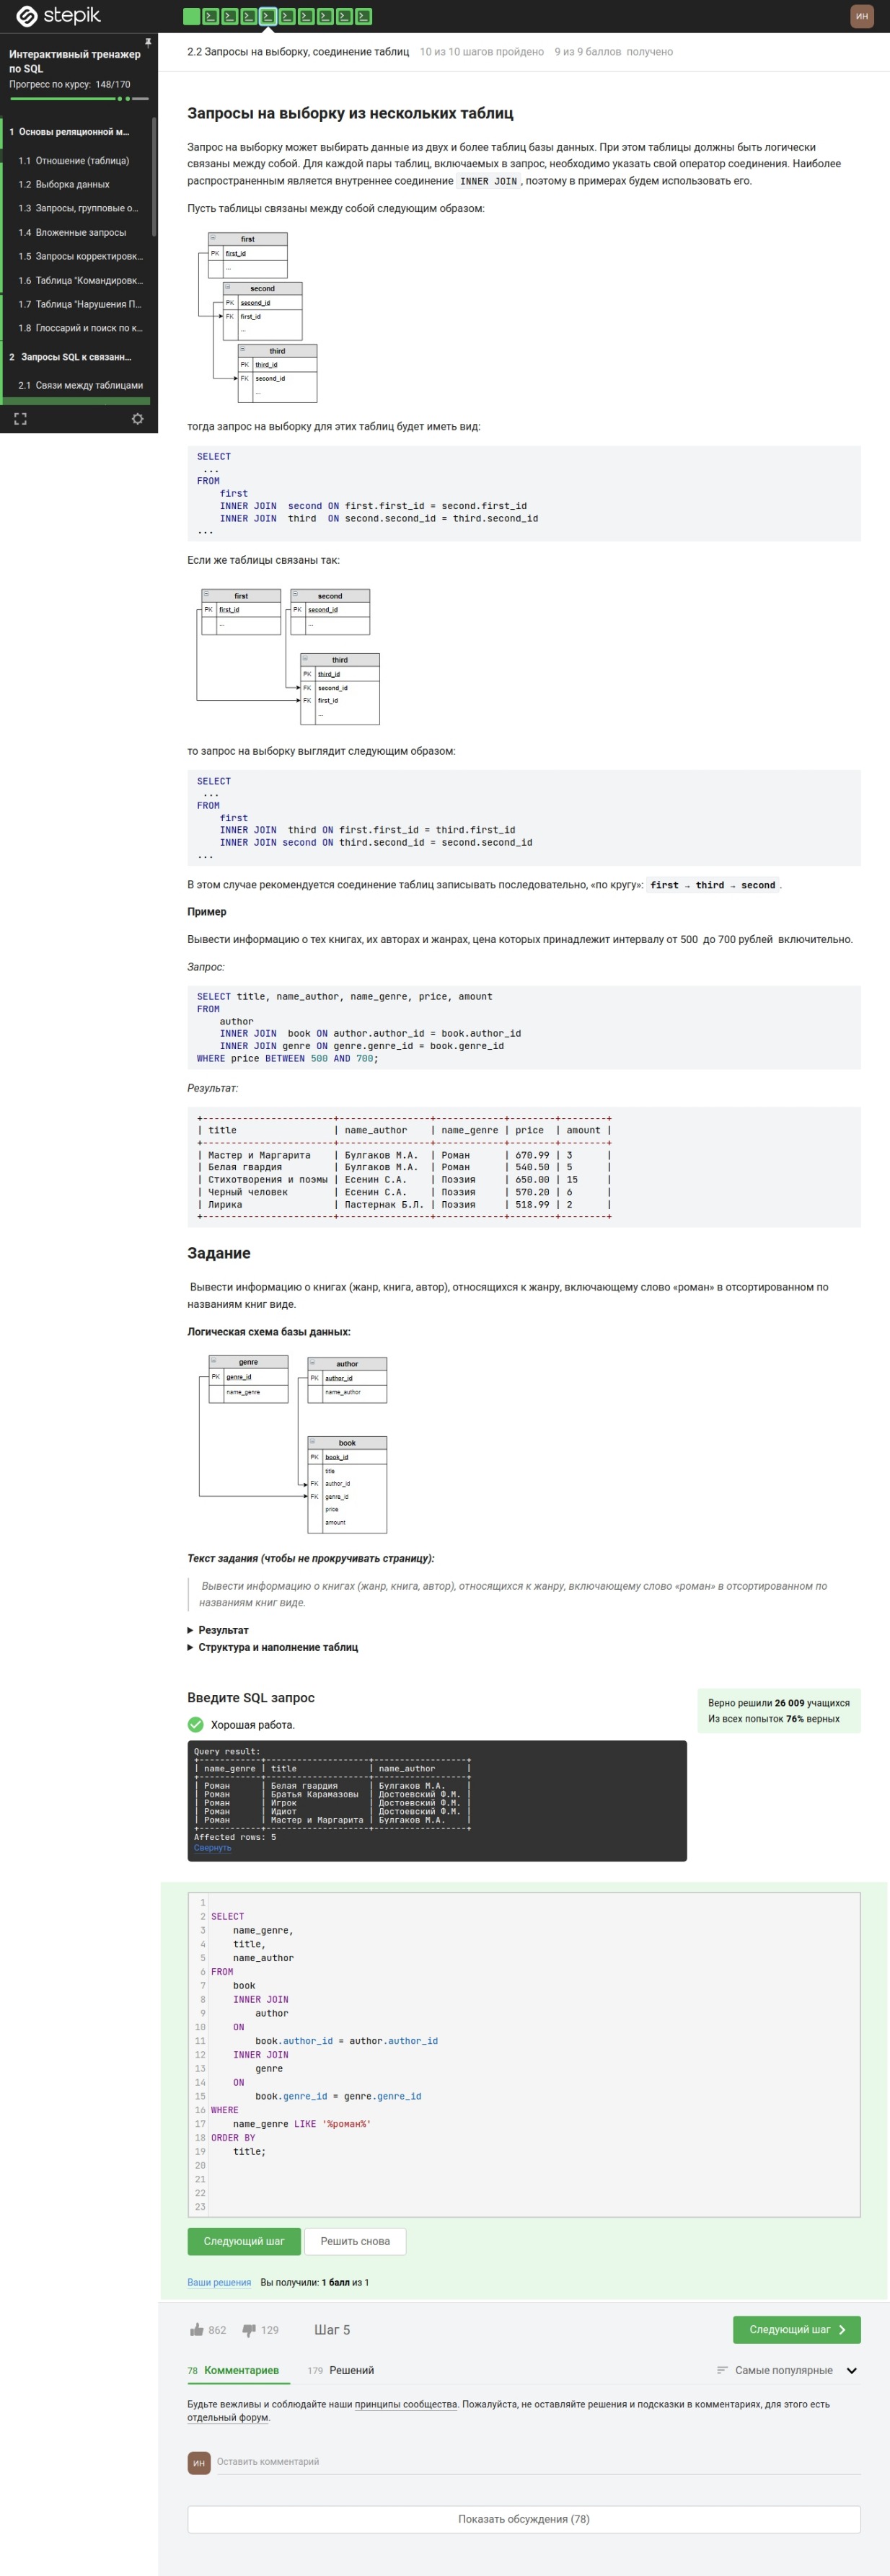 stepik
ИН
Интерактивный тренажер
по SQL
Прогресс по курсу: 148/170
1 Основы реляционной м...
1.1 Отношение (таблица)
1.2 Выборка данных
1.3 Запросы, групповые о...
1.4 Вложенные запросы
1.5 Запросы корректировк...
1.6 Таблица "Командировк...
1.7 Таблица "Нарушения П...
1.8 Глоссарий и поиск по к...
2 Запросы SQL к связанн...
2.1 Связи между таблицами
2.2 Запросы на выборку, соединение таблиц 10 из 10 шагов пройдено 9 из 9 баллов получено
Запросы на выборку из нескольких таблиц
Запрос на выборку может выбирать данные из двух и более таблиц базы данных. При этом таблицы должны быть логически
связаны между собой. Для каждой пары таблиц, включаемых в запрос, необходимо указать свой оператор соединения. Наиболее
распространенным является внутреннее соединение INNER JOIN , поэтому в примерах будем использовать его.
Пусть таблицы связаны между собой следующим образом:
first
PK first_id
...
second
PK second_id
FK first_id
...
third
PK third_id
FK second_id
...
тогда запрос на выборку для этих таблиц будет иметь вид:
SELECT
...
FROM
first
INNER JOIN second ON first.first_id = second.first_id
INNER JOIN third ON second.second_id = third.second_id
...
Если же таблицы связаны так:
first
PK first_id
...
second
PK second_id
...
third
PK third_id
FK second_id
FK first_id
...
то запрос на выборку выглядит следующим образом:
SELECT
...
FROM
first
INNER JOIN third ON first.first_id = third.first_id
INNER JOIN second ON third.second_id = second.second_id
...
В этом случае рекомендуется соединение таблиц записывать последовательно, «по кругу»: first → third → second .
Пример
Вывести информацию о тех книгах, их авторах и жанрах, цена которых принадлежит интервалу от 500 до 700 рублей включительно.
Запрос:
SELECT title, name_author, name_genre, price, amount
FROM
author
INNER JOIN book ON author.author_id = book.author_id
INNER JOIN genre ON genre.genre_id = book.genre_id
WHERE price BETWEEN 500 AND 700;
Результат:
+-----------------------+---------------+------------+--------+--------+
| title | name_author | name_genre | price | amount |
+-----------------------+---------------+------------+--------+--------+
| Мастер и Маргарита | Булгаков М.А. | Роман | 670.99 | 3 |
| Белая гвардия | Булгаков М.А. | Роман | 540.50 | 5 |
| Стихотворения и поэмы | Есенин С.А. | Поэзия | 650.00 | 15 |
| Черный человек | Есенин С.А. | Поэзия | 570.20 | 6 |
| Лирика | Пастернак Б.Л. | Поэзия | 518.99 | 2 |
+-----------------------+---------------+------------+--------+--------+
Задание
Вывести информацию о книгах (жанр, книга, автор), относящихся к жанру, включающему слово «роман» в отсортированном по
названиям книг виде.
Логическая схема базы данных:
genre
PK genre_id
name_genre
author
PK author_id
name_author
book
PK book_id
title
FK author_id
FK genre_id
price
amount
Текст задания (чтобы не прокручивать страницу):
Вывести информацию о книгах (жанр, книга, автор), относящихся к жанру, включающему слово «роман» в отсортированном по
названиям книг виде.
Результат
Структура и наполнение таблиц
Введите SQL запрос
Хорошая работа.
Верно решили 26 009 учащихся
Из всех попыток 76% верных
Query result:
+------------+--------------------+------------------+
| name_genre | title | name_author |
+------------+--------------------+------------------+
| Роман | Белая гвардия | Булгаков М.А. |
| Роман | Братья Карамазовы | Достоевский Ф.М. |
| Роман | Игрок | Достоевский Ф.М. |
| Роман | Идиот | Достоевский Ф.М. |
| Роман | Мастер и Маргарита | Булгаков М.А. |
+------------+--------------------+------------------+
Affected rows: 5
Свернуть
1
2 SELECT
3 name_genre,
4 title,
5 name_author
6 FROM
7 book
8 INNER JOIN
9 author
10 ON
11 book.author_id = author.author_id
12 INNER JOIN
13 genre
14 ON
15 book.genre_id = genre.genre_id
16 WHERE
17 name_genre LIKE '%роман%'
18 ORDER BY
19 title;
20
21
22
23
Следующий шаг Решить снова
Ваши решения Вы получили: 1 балл из 1
862 129 Шаг 5 Следующий шаг
78 Комментариев 179 Решений Самые популярные
Будьте вежливы и соблюдайте наши принципы сообщества. Пожалуйста, не оставляйте решения и подсказки в комментариях, для этого есть
отдельный форум.
ИН Оставить комментарий
Показать обсуждения (78)